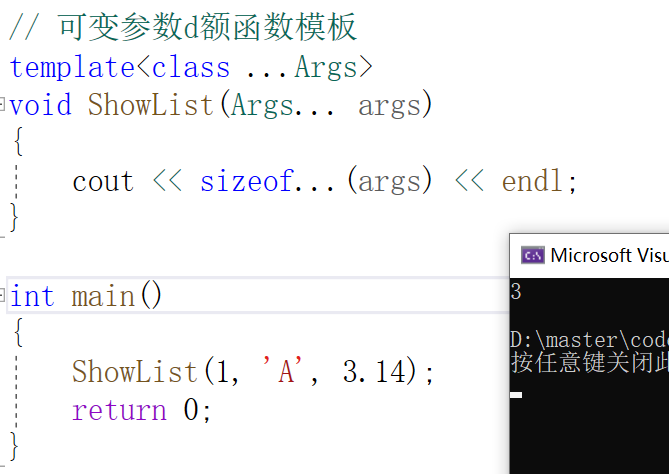 // 可变参数d额函数模板
template<class ...Args>
void ShowList(Args... args)
{
    cout << sizeof...(args) << endl;
}
int main()
{
    ShowList(1, 'A', 3.14);
    return 0;
}
Microsoft Visu
3
D:\master\code
按任意键关闭此